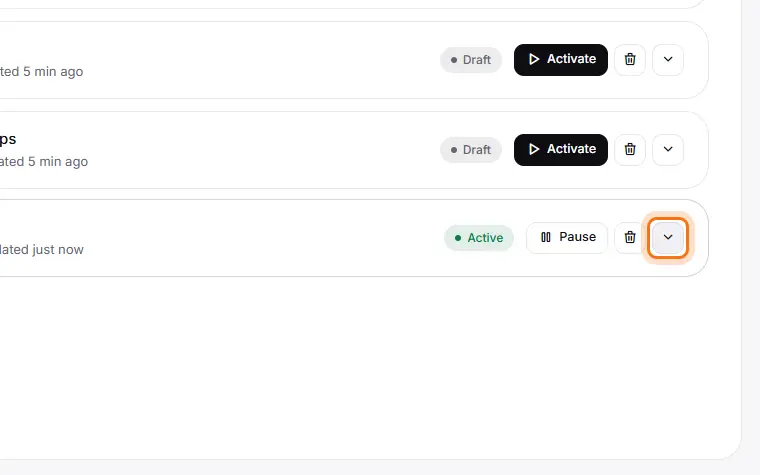 ted 5 min ago
Draft
Activate
ps
ated 5 min ago
Draft
Activate
lated just now
Active
Pause